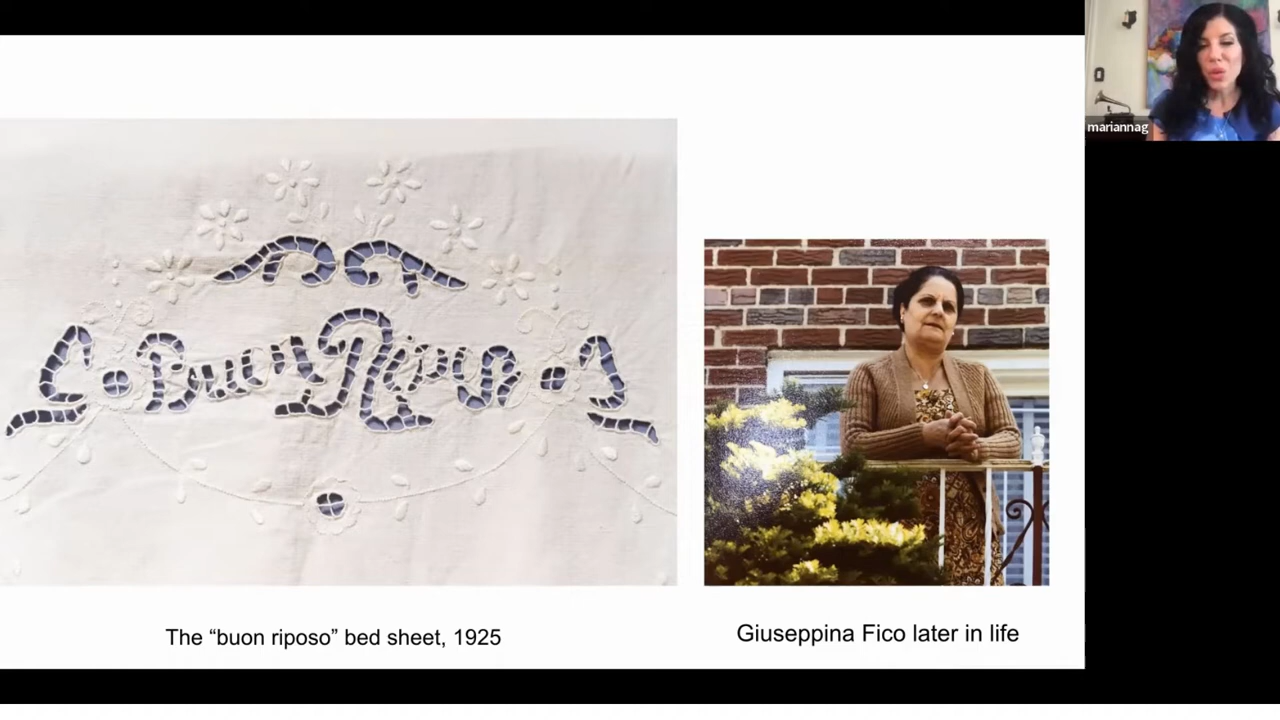 mariannag
Buon Riposo
The “buon riposo” bed sheet, 1925
Giuseppina Fico later in life